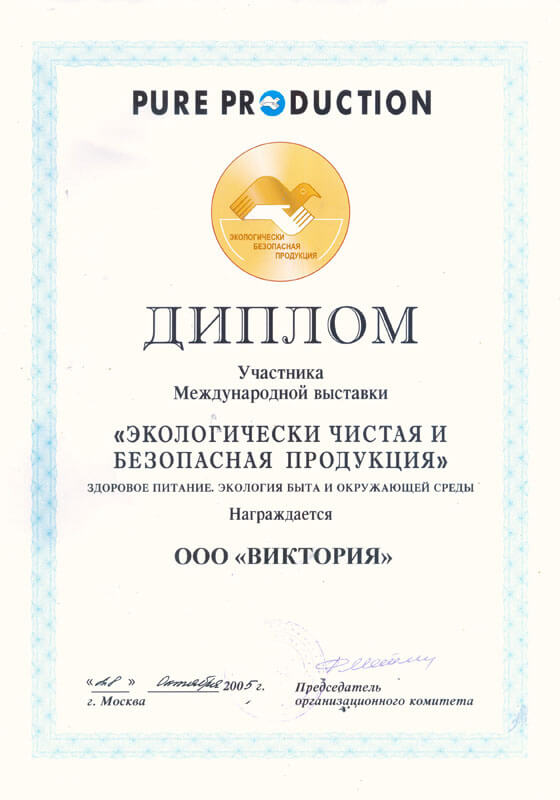 PURE PRODUCTION
ЭКОЛОГИЧЕСКИ
БЕЗОПАСНАЯ
ПРОДУКЦИЯ
ДИПЛОМ
Участника
Международной выставки
«ЭКОЛОГИЧЕСКИ ЧИСТАЯ И
БЕЗОПАСНАЯ ПРОДУКЦИЯ»
ЗДОРОВОЕ ПИТАНИЕ. ЭКОЛОГИЯ БЫТА И ОКРУЖАЮЩЕЙ СРЕДЫ
Награждается
ООО «ВИКТОРИЯ»
« » Октября 2005 г.
г. Москва
Председатель
организационного комитета